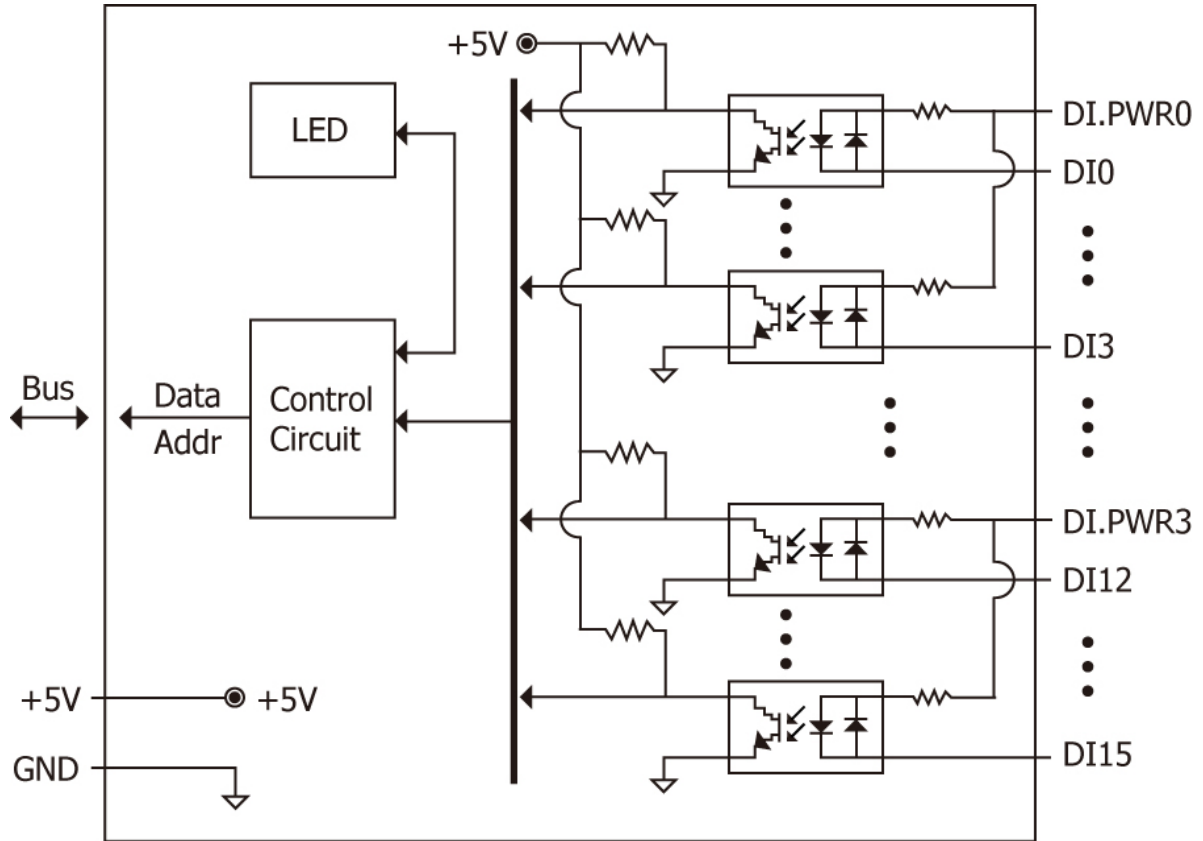 +5V
LED
DI.PWR0
DI0
DI3
Bus
Data
Addr
Control
Circuit
DI.PWR3
DI12
+5V
+5V
GND
DI15